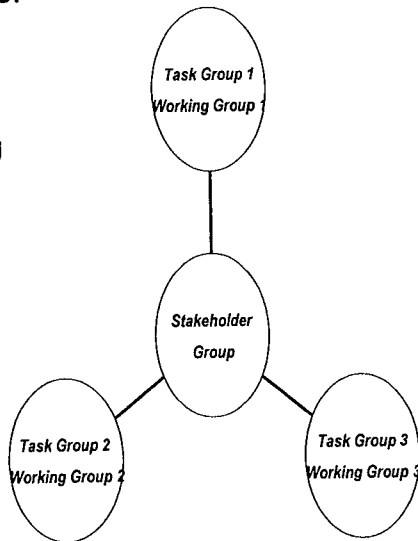 Task Group 1
Working Group 1
Stakeholder
Group
Task Group 2
Working Group 2
Task Group 3
Working Group 3